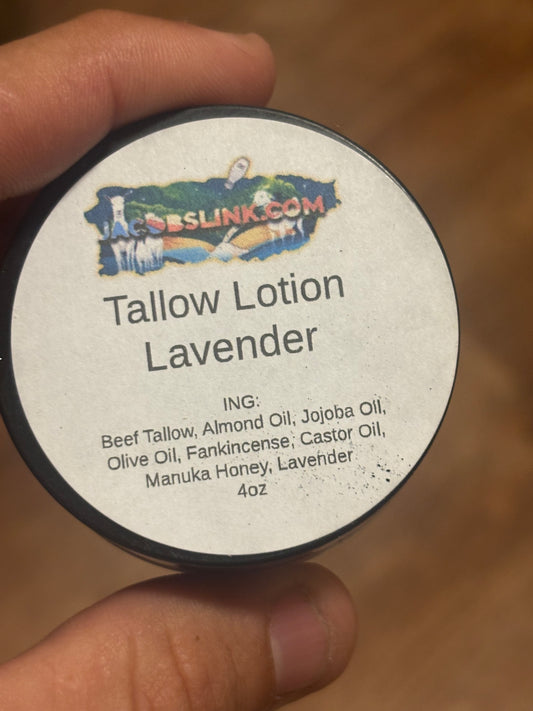 JACOBSLINK.COM
Tallow Lotion
Lavender
ING:
Beef Tallow, Almond Oil, Jojoba Oil,
Olive Oil, Fankincense, Castor Oil,
Manuka Honey, Lavender
4oz